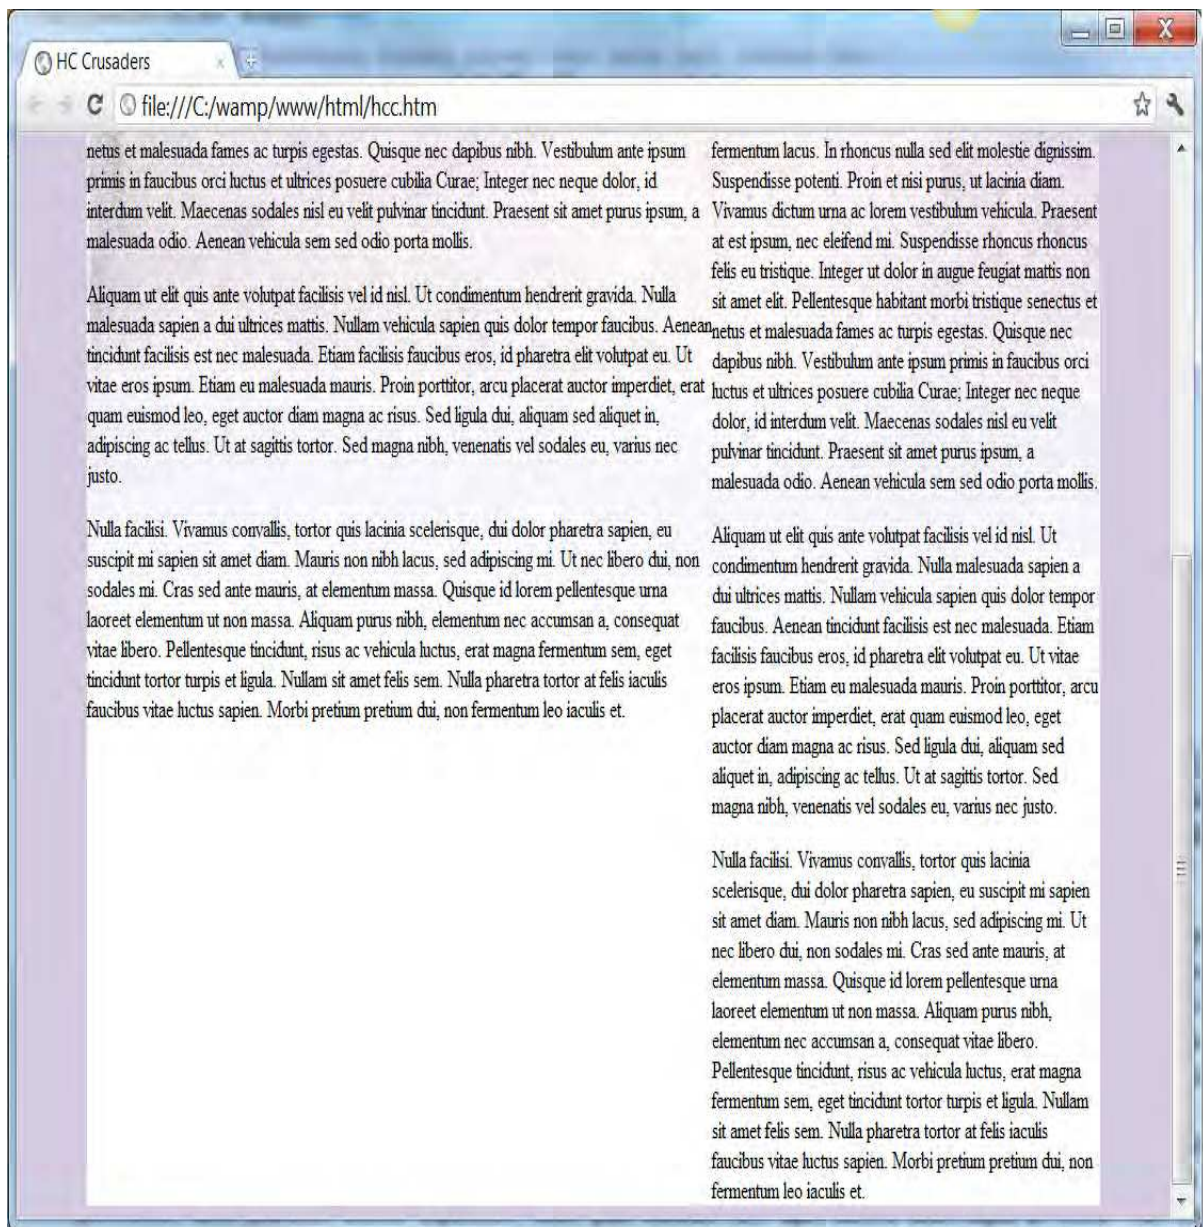 HC Crusaders
file:///C:/wamp/www/html/hcc.htm
netus et malesuada fames ac turpis egestas. Quisque nec dapibus nibh. Vestibulum ante ipsum
primis in faucibus orci luctus et ultrices posuere cubilia Curae; Integer nec neque dolor, id
interdum velit. Maecenas sodales nisl eu velit pulvinar tincidunt. Praesent sit amet purus ipsum, a
malesuada odio. Aenean vehicula sem sed odio porta mollis.
Aliquam ut elit quis ante volutpat facilisis vel id nisl. Ut condimentum hendrerit gravida. Nulla
malesuada sapien a dui ultrices mattis. Nullam vehicula sapien quis dolor tempor faucibus. Aenean
tincidunt facilisis est nec malesuada. Etiam facilisis faucibus eros, id pharetra elit volutpat eu. Ut
vitae eros ipsum. Etiam eu malesuada mauris. Proin porttitor, arcu placerat auctor imperdiet, erat
quam euismod leo, eget auctor diam magna ac risus. Sed ligula dui, aliquam sed aliquet in,
adipiscing ac tellus. Ut at sagittis tortor. Sed magna nibh, venenatis vel sodales eu, varius nec
justo.
Nulla facilisi. Vivamus convallis, tortor quis lacinia scelerisque, dui dolor pharetra sapien, eu
suscipit mi sapien sit amet diam. Mauris non nibh lacus, sed adipiscing mi. Ut nec libero dui, non
sodales mi. Cras sed ante mauris, at elementum massa. Quisque id lorem pellentesque urna
laoreet elementum ut non massa. Aliquam purus nibh, elementum nec accumsan a, consequat
vitae libero. Pellentesque tincidunt, risus ac vehicula luctus, erat magna fermentum sem, eget
tincidunt tortor turpis et ligula. Nullam sit amet felis sem. Nulla pharetra tortor at felis iaculis
faucibus vitae luctus sapien. Morbi pretium pretium dui, non fermentum leo iaculis et.
fermentum lacus. In rhoncus nulla sed elit molestie dignissim.
Suspendisse potenti. Proin et nisi purus, ut lacinia diam.
Vivamus dictum urna ac lorem vestibulum vehicula. Praesent
at est ipsum, nec eleifend mi. Suspendisse rhoncus rhoncus
felis eu tristique. Integer ut dolor in augue feugiat mattis non
sit amet elit. Pellentesque habitant morbi tristique senectus et
netus et malesuada fames ac turpis egestas. Quisque nec
dapibus nibh. Vestibulum ante ipsum primis in faucibus orci
luctus et ultrices posuere cubilia Curae; Integer nec neque
dolor, id interdum velit. Maecenas sodales nisl eu velit
pulvinar tincidunt. Praesent sit amet purus ipsum, a
malesuada odio. Aenean vehicula sem sed odio porta mollis.
Aliquam ut elit quis ante volutpat facilisis vel id nisl. Ut
condimentum hendrerit gravida. Nulla malesuada sapien a
dui ultrices mattis. Nullam vehicula sapien quis dolor tempor
faucibus. Aenean tincidunt facilisis est nec malesuada. Etiam
facilisis faucibus eros, id pharetra elit volutpat eu. Ut vitae
eros ipsum. Etiam eu malesuada mauris. Proin porttitor, arcu
placerat auctor imperdiet, erat quam euismod leo, eget
auctor diam magna ac risus. Sed ligula dui, aliquam sed
aliquet in, adipiscing ac tellus. Ut at sagittis tortor. Sed
magna nibh, venenatis vel sodales eu, varius nec justo.
Nulla facilisi. Vivamus convallis, tortor quis lacinia
scelerisque, dui dolor pharetra sapien, eu suscipit mi sapien
sit amet diam. Mauris non nibh lacus, sed adipiscing mi. Ut
nec libero dui, non sodales mi. Cras sed ante mauris, at
elementum massa. Quisque id lorem pellentesque urna
laoreet elementum ut non massa. Aliquam purus nibh,
elementum nec accumsan a, consequat vitae libero.
Pellentesque tincidunt, risus ac vehicula luctus, erat magna
fermentum sem, eget tincidunt tortor turpis et ligula. Nullam
sit amet felis sem. Nulla pharetra tortor at felis iaculis
faucibus vitae luctus sapien. Morbi pretium pretium dui, non
fermentum leo iaculis et.